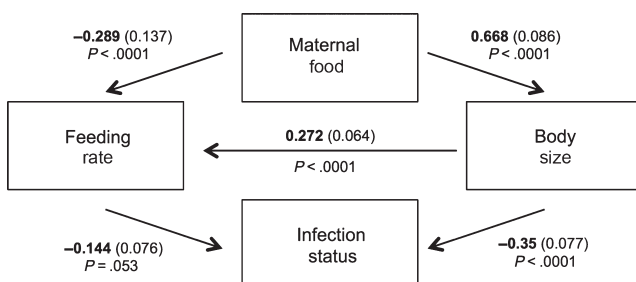 –0.289 (0.137)
P < .0001
Maternal
food
0.668 (0.086)
P < .0001
Feeding
rate
0.272 (0.064)
P < .0001
Body
size
–0.144 (0.076)
P = .053
Infection
status
–0.35 (0.077)
P < .0001